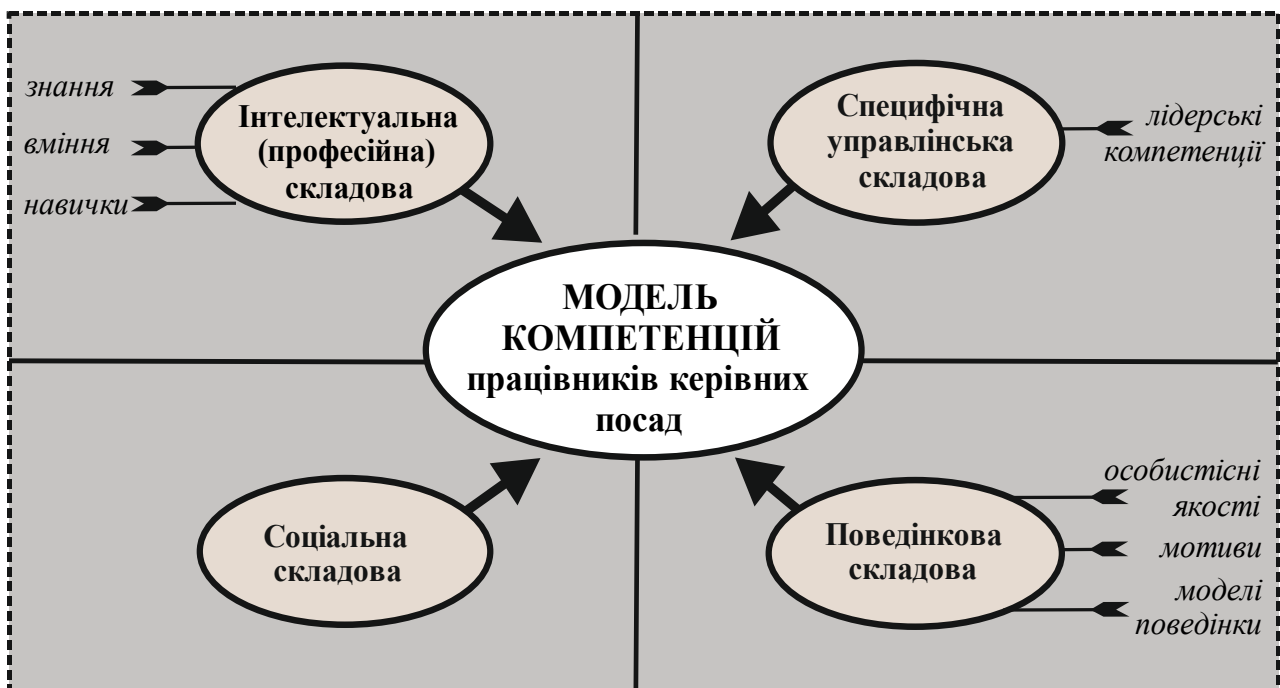 знання
вміння
навички
Інтелектуальна
(професійна)
складова
Специфічна
управлінська
складова
лідерські
компетенції
МОДЕЛЬ
КОМПЕТЕНЦІЙ
працівників керівних
посад
Соціальна
складова
Поведінкова
складова
особистісні
якості
мотиви
моделі
поведінки